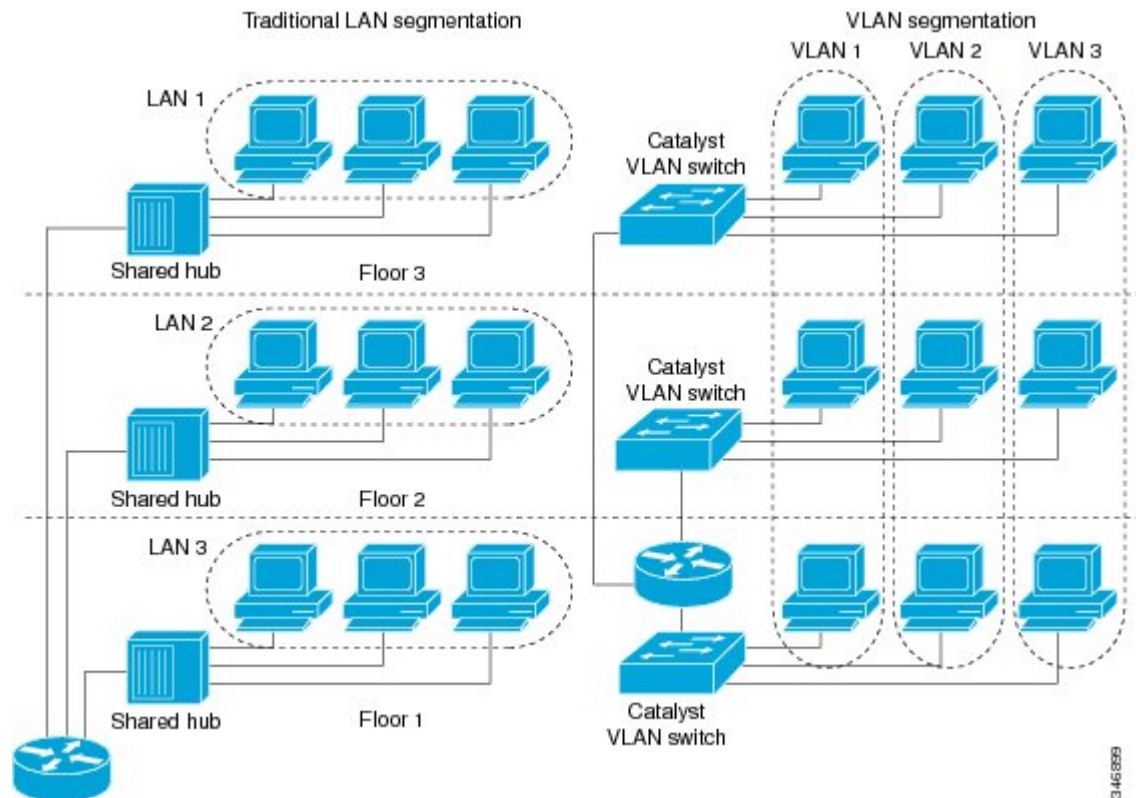 Traditional LAN segmentation
VLAN segmentation
VLAN 1
VLAN 2
VLAN 3
LAN 1
Catalyst
VLAN switch
Shared hub
Floor 3
LAN 2
Catalyst
VLAN switch
Shared hub
Floor 2
LAN 3
Shared hub
Floor 1
Catalyst
VLAN switch
346899